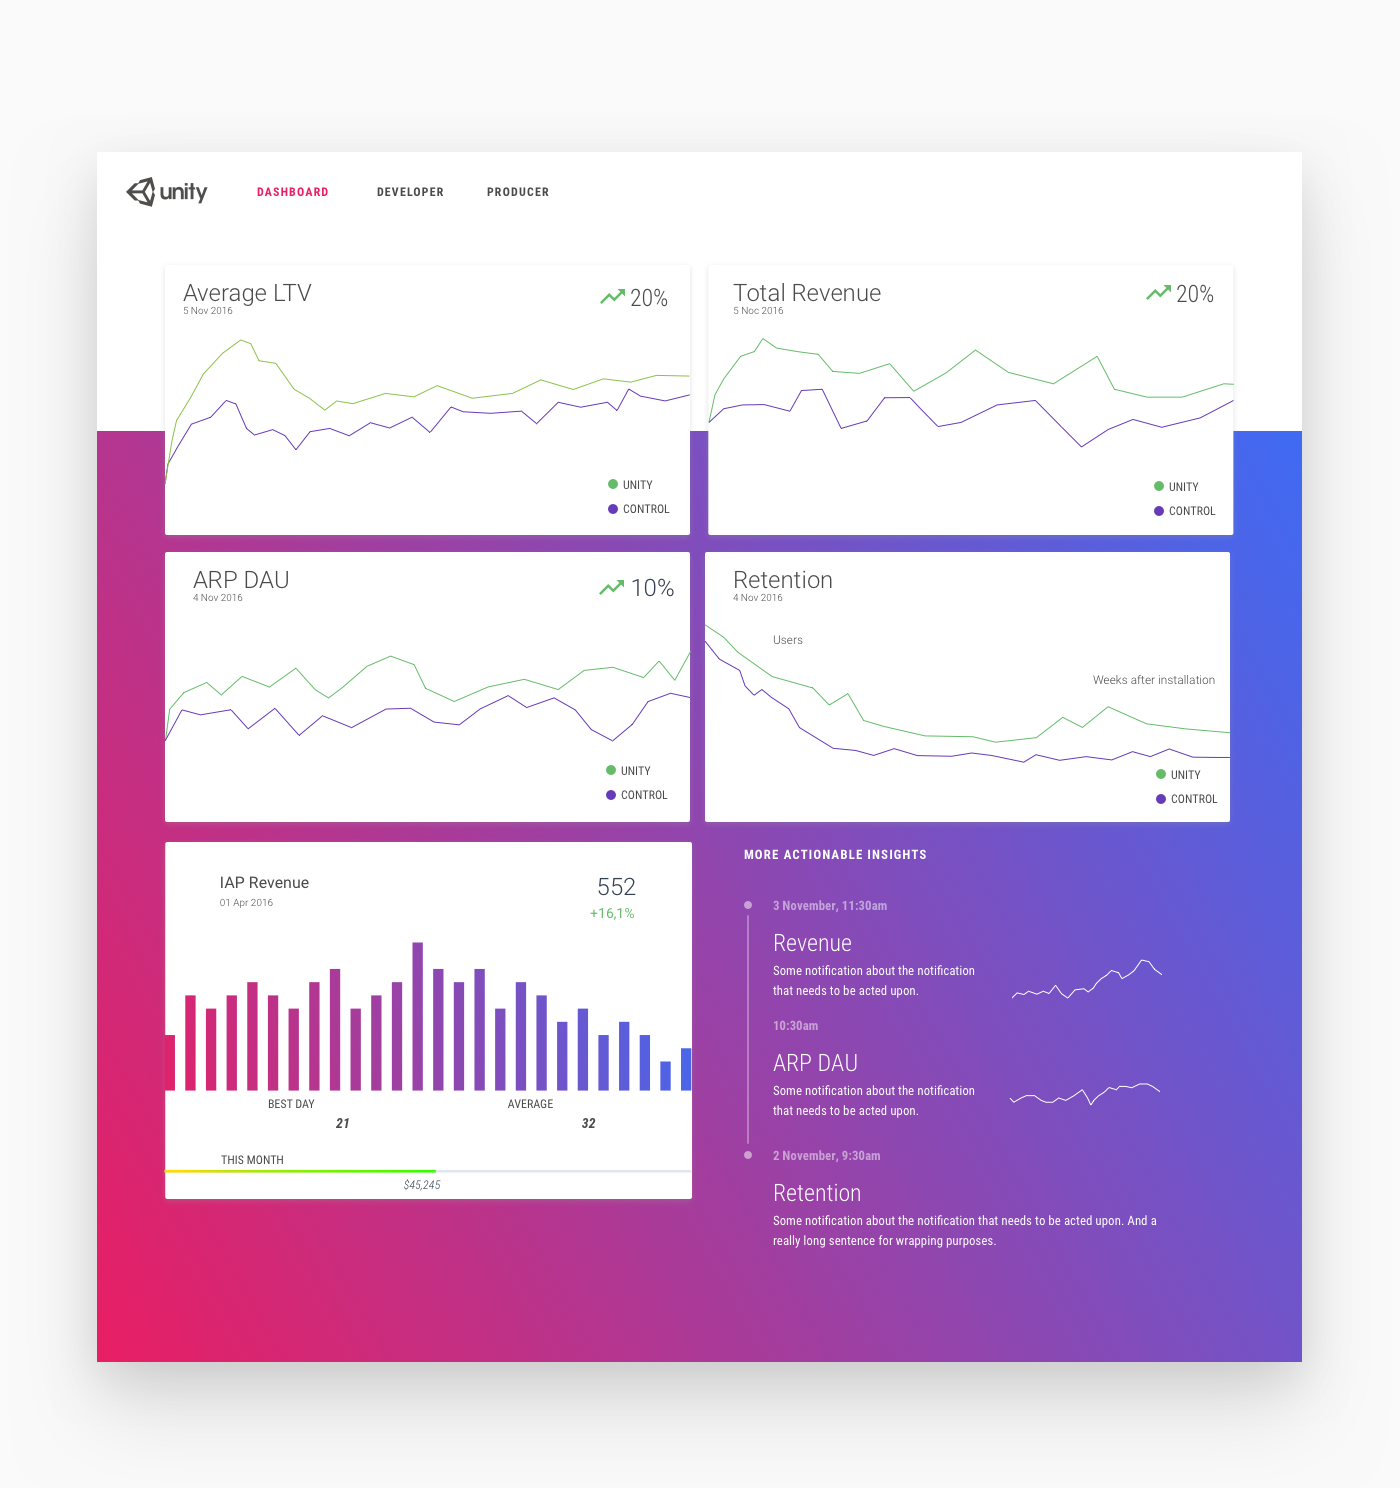 unity
DASHBOARD
DEVELOPER
PRODUCER
Average LTV
5 Nov 2016
20%
UNITY
CONTROL
Total Revenue
5 Noc 2016
20%
UNITY
CONTROL
ARP DAU
4 Nov 2016
10%
UNITY
CONTROL
Retention
4 Nov 2016
Users
Weeks after installation
UNITY
CONTROL
IAP Revenue
01 Apr 2016
552
+16,1%
BEST DAY
21
AVERAGE
32
THIS MONTH
$45,245
MORE ACTIONABLE INSIGHTS
3 November, 11:30am
Revenue
Some notification about the notification
that needs to be acted upon.
10:30am
ARP DAU
Some notification about the notification
that needs to be acted upon.
2 November, 9:30am
Retention
Some notification about the notification that needs to be acted upon. And a
really long sentence for wrapping purposes.